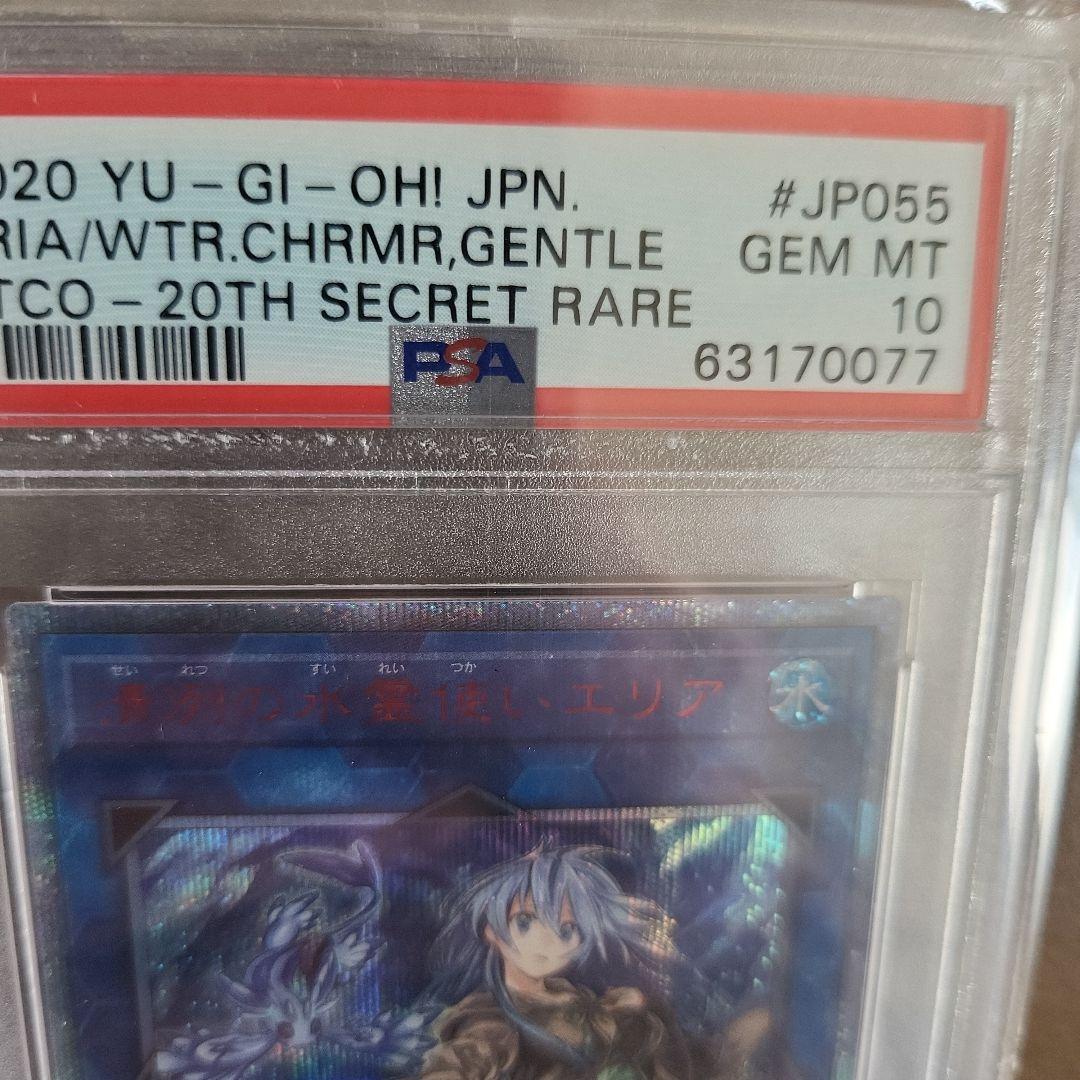 020 YU-GI-OH! JPN. #JP055
RIA/WTR.CHRMR,GENTLE GEM MT
TCO-20TH SECRET RARE 10
PSA 63170077
せい れつ すい れい つか
清冽の水霊使いエリア 水